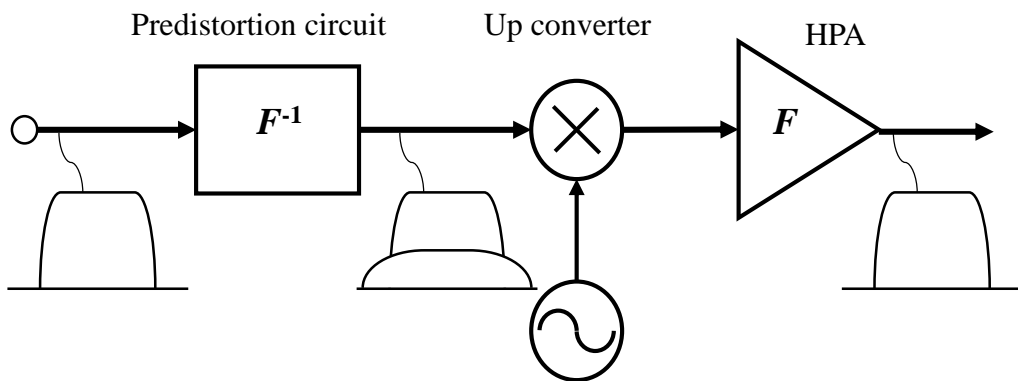 Predistortion circuit
Up converter
HPA
F-1
F